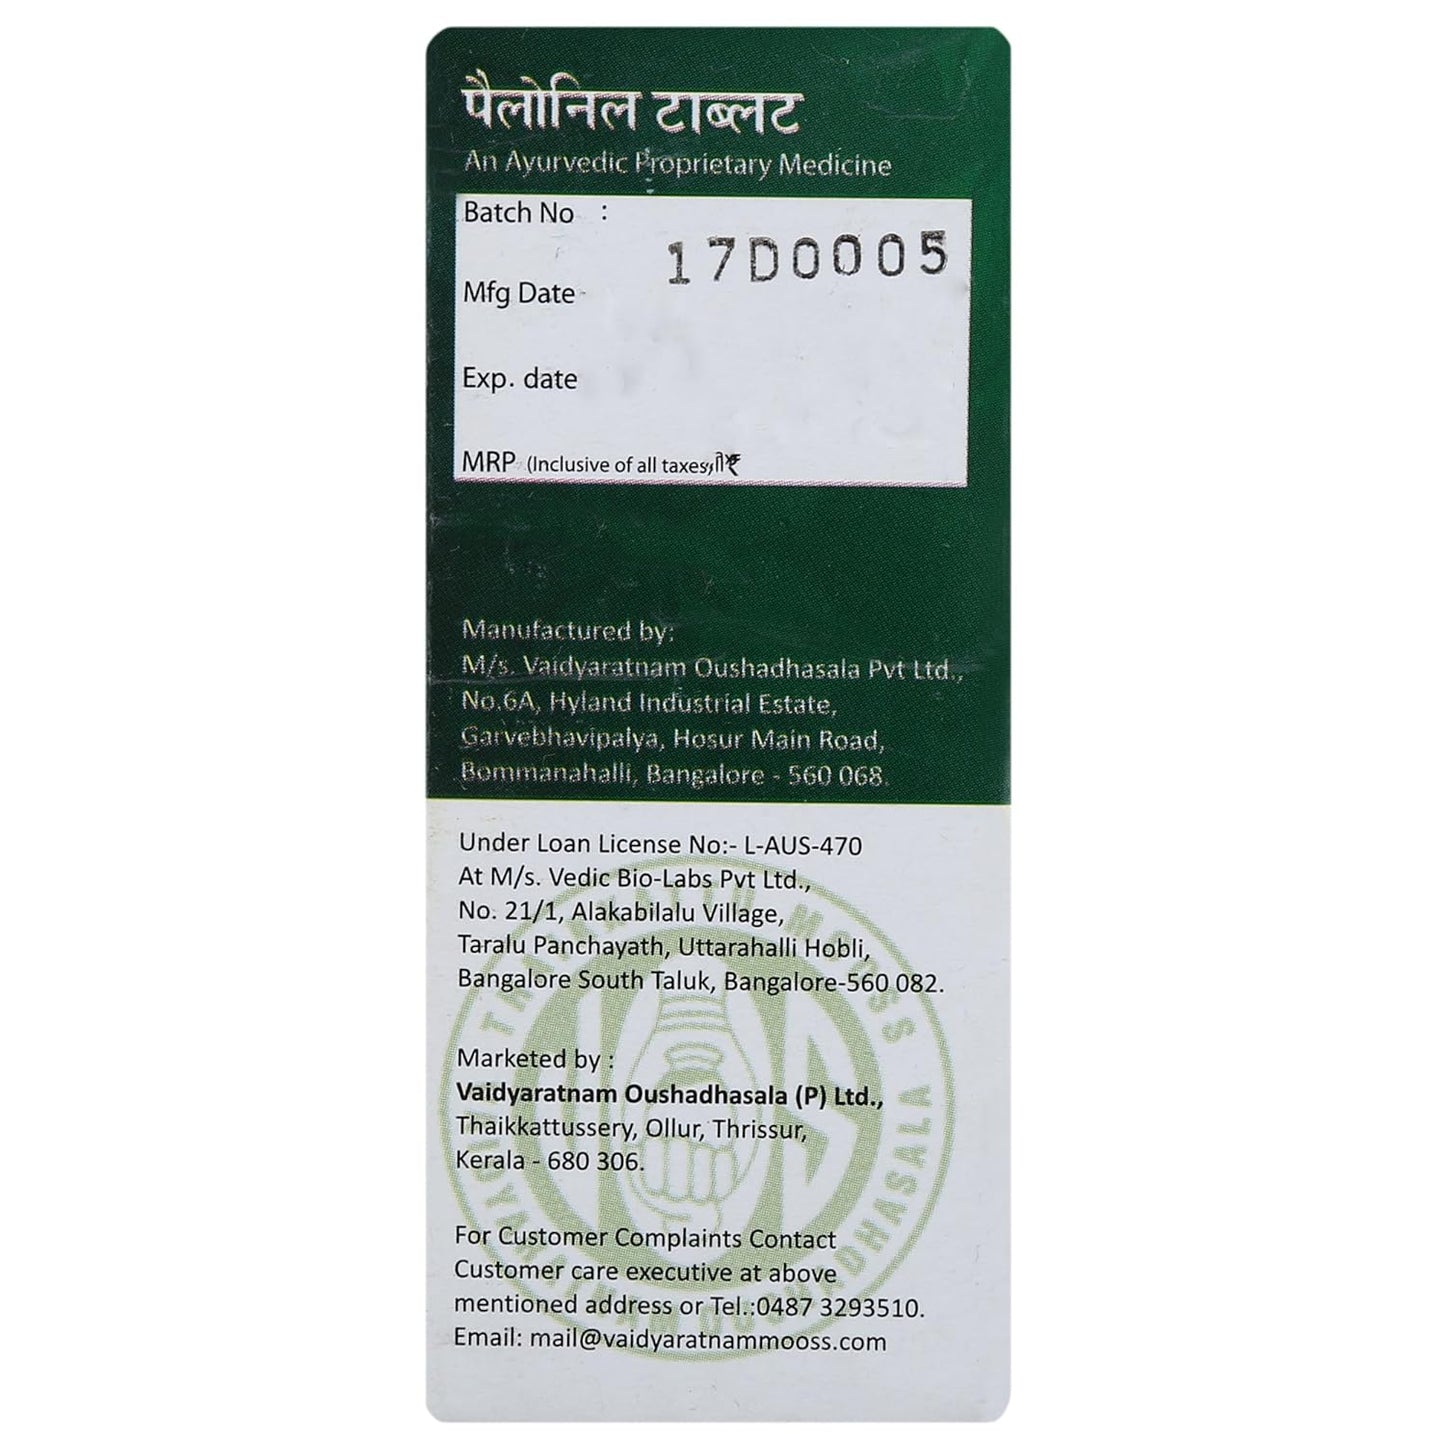 पैलोनिल टाब्लट
An Ayurvedic Proprietary Medicine
Batch No :
17D0005
Mfg Date
Exp. date
MRP (Inclusive of all taxes) ₹
Manufactured by:
M/s. Vaidyaratnam Oushadhasala Pvt Ltd.,
No.6A, Hyland Industrial Estate,
Garvebhavipalya, Hosur Main Road,
Bommanahalli, Bangalore - 560 068.
Under Loan License No:- L-AUS-470
At M/s. Vedic Bio-Labs Pvt Ltd.,
No. 21/1, Alakabilalu Village,
Taralu Panchayath, Uttarahalli Hobli,
Bangalore South Taluk, Bangalore-560 082.
Marketed by :
Vaidyaratnam Oushadhasala (P) Ltd.,
Thaikkattussery, Ollur, Thrissur,
Kerala - 680 306.
For Customer Complaints Contact
Customer care executive at above
mentioned address or Tel.:0487 3293510.
Email: mail@vaidyaratnammooss.com
THAIKKATTU MOOSS
VAIDYARATNAM OUSHADHASALA